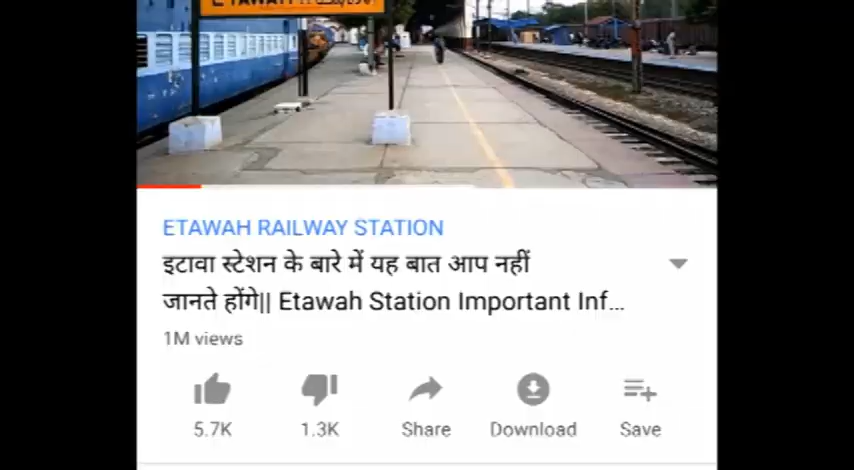 ETAWAH RAILWAY STATION
इटावा स्टेशन के बारे में यह बात आप नहीं
जानते होंगे|| Etawah Station Important Inf...
1M views
5.7K 1.3K Share Download Save